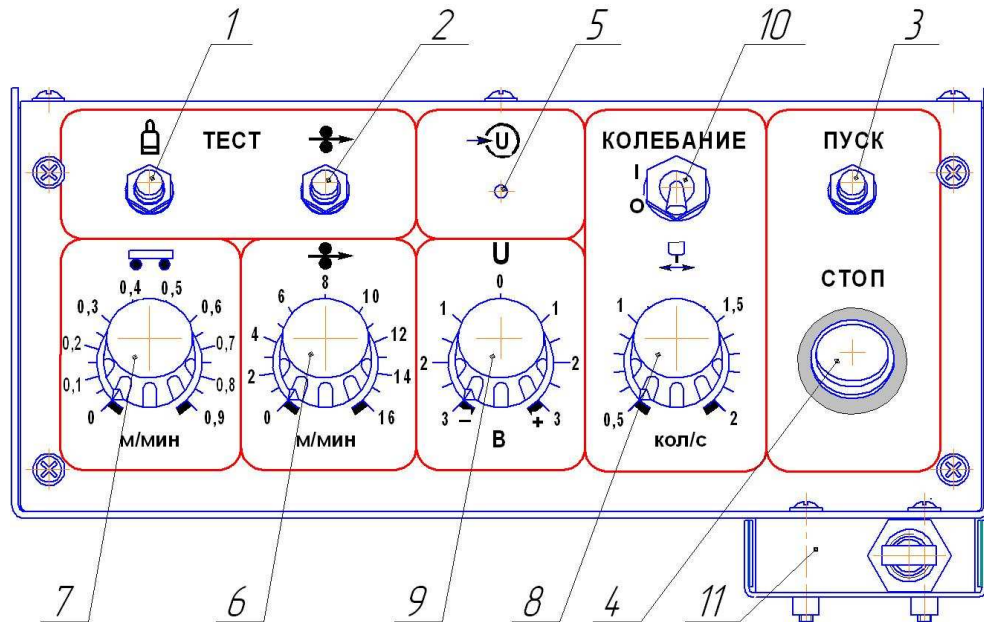 1 2 5 10 3
ТЕСТ U КОЛЕБАНИЕ ПУСК
I
О
СТОП
U
0,4 0,5 8 0
0,3 0,6 6 10 1 1 1 1,5
0,2 0,7 4 12 2 2
0,1 0,8 2 14
0 0,9 0 16 3 − + 3 0,5 2
м/мин м/мин В кол/с
7 6 9 8 4 11